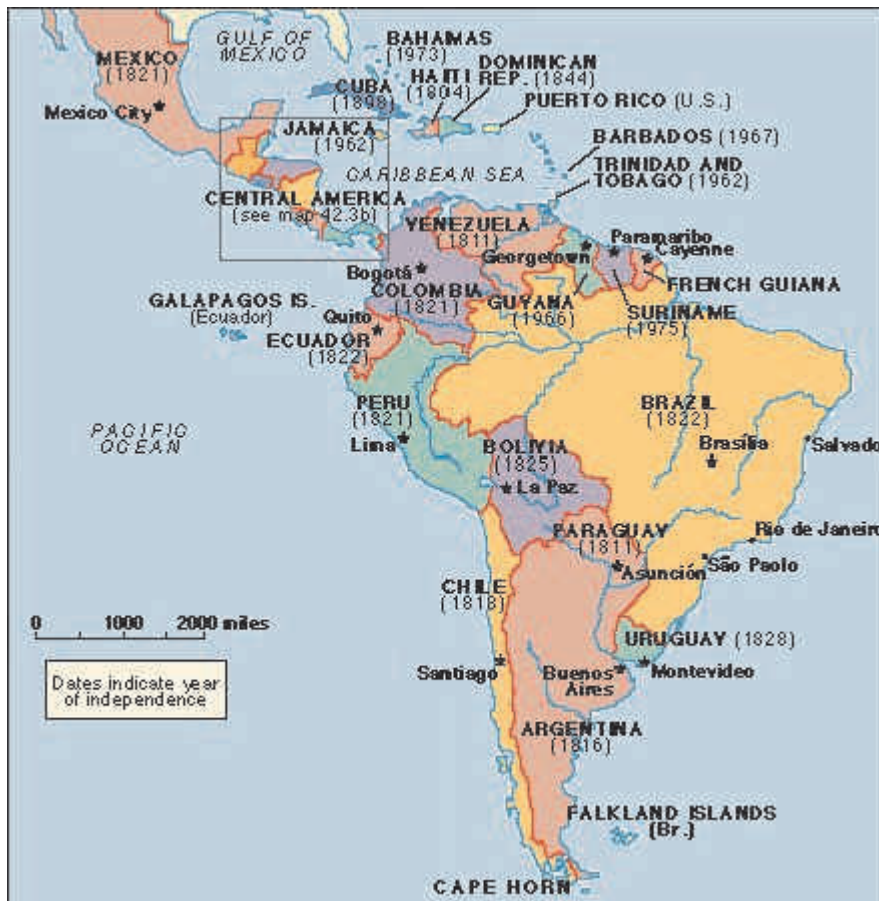 GULF OF
MEXICO
BAHAMAS
(1973)
DOMINICAN
REP. (1844)
MEXICO
(1821)
HAITI
(1804)
CUBA
(1898)
PUERTO RICO (U.S.)
Mexico City
JAMAICA
(1962)
BARBADOS (1967)
TRINIDAD AND
TOBAGO (1962)
CARIBBEAN SEA
CENTRAL AMERICA
(see map 42.3b)
VENEZUELA
(1811)
Paramaribo
Georgetown
Cayenne
Bogotá
FRENCH GUIANA
COLOMBIA
(1821)
GALAPAGOS IS.
(Ecuador)
GUYANA
(1966)
SURINAME
(1975)
Quito
ECUADOR
(1822)
PERU
(1821)
BRAZIL
(1822)
PACIFIC
OCEAN
Lima
BOLIVIA
(1825)
Brasília
Salvado
La Paz
PARAGUAY
(1811)
Rio de Janeiro
São Paolo
Asunción
CHILE
(1818)
0 1000 2000 miles
URUGUAY (1828)
Santiago
Buenos
Aires
Montevideo
Dates indicate year
of independence
ARGENTINA
(1816)
FALKLAND ISLANDS
(Br.)
CAPE HORN